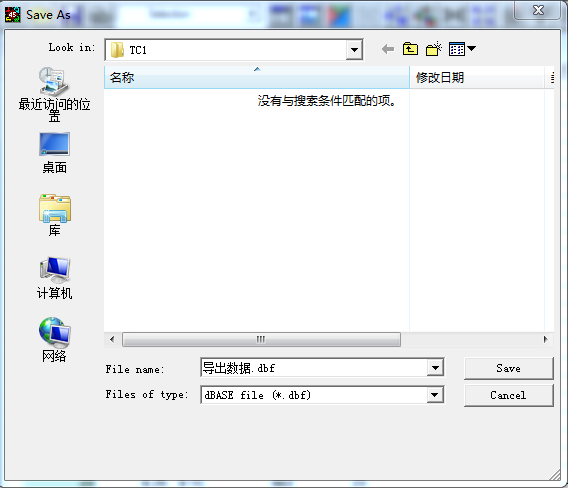 Save As
Look in:
TC1
名称
修改日期
没有与搜索条件匹配的项。
最近访问的位
置
桌面
库
计算机
网络
File name:
导出数据.dbf
Save
Files of type:
dBASE file (*.dbf)
Cancel